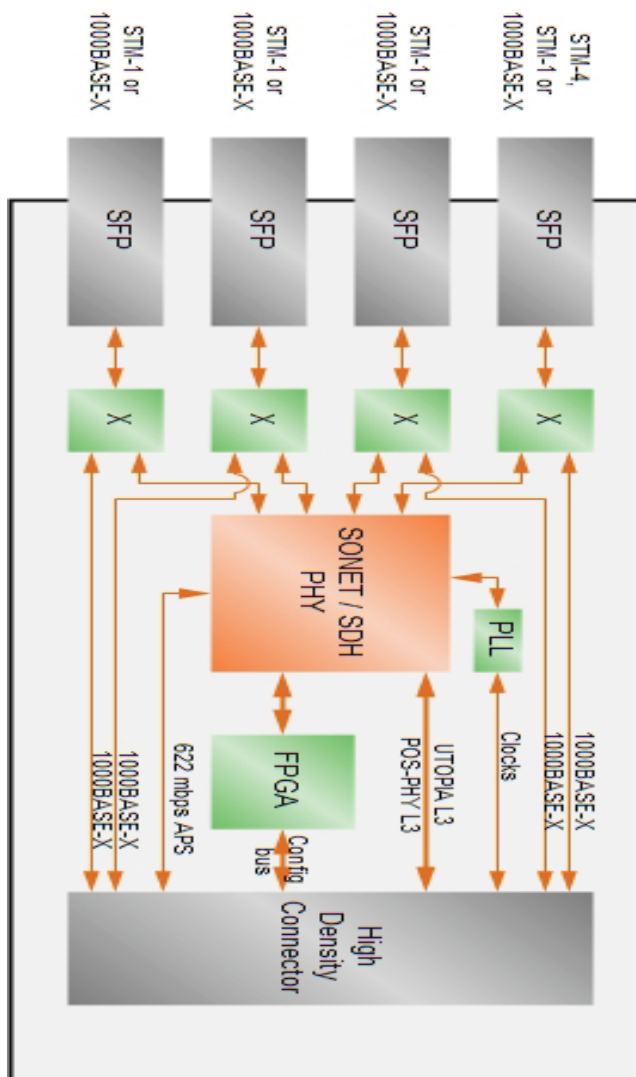 STM-4,
STM-1 or
1000BASE-X
SFP
X
1000BASE-X
1000BASE-X
PLL
Clocks
STM-1 or
1000BASE-X
SFP
X
UTOPIA L3
POS-PHY L3
SONET / SDH
PHY
High
Density
Connector
STM-1 or
1000BASE-X
SFP
X
FPGA
Config
bus
622 mbps APS
1000BASE-X
1000BASE-X
STM-1 or
1000BASE-X
SFP
X